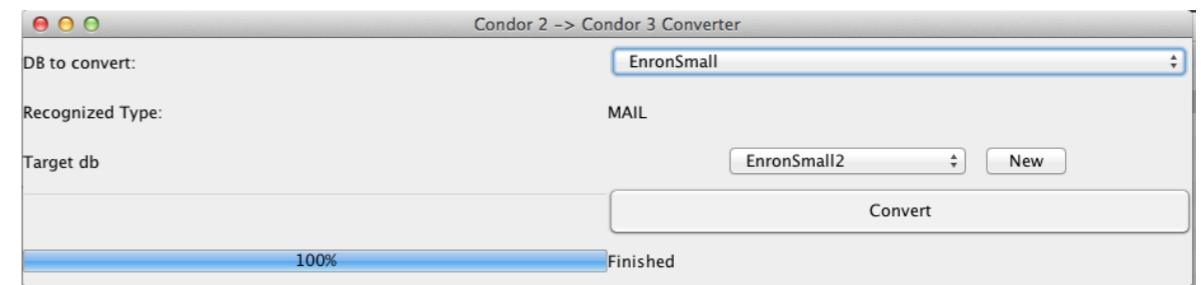 Condor 2 -> Condor 3 Converter
DB to convert: EnronSmall
Recognized Type: MAIL
Target db EnronSmall2 New
Convert
100% Finished